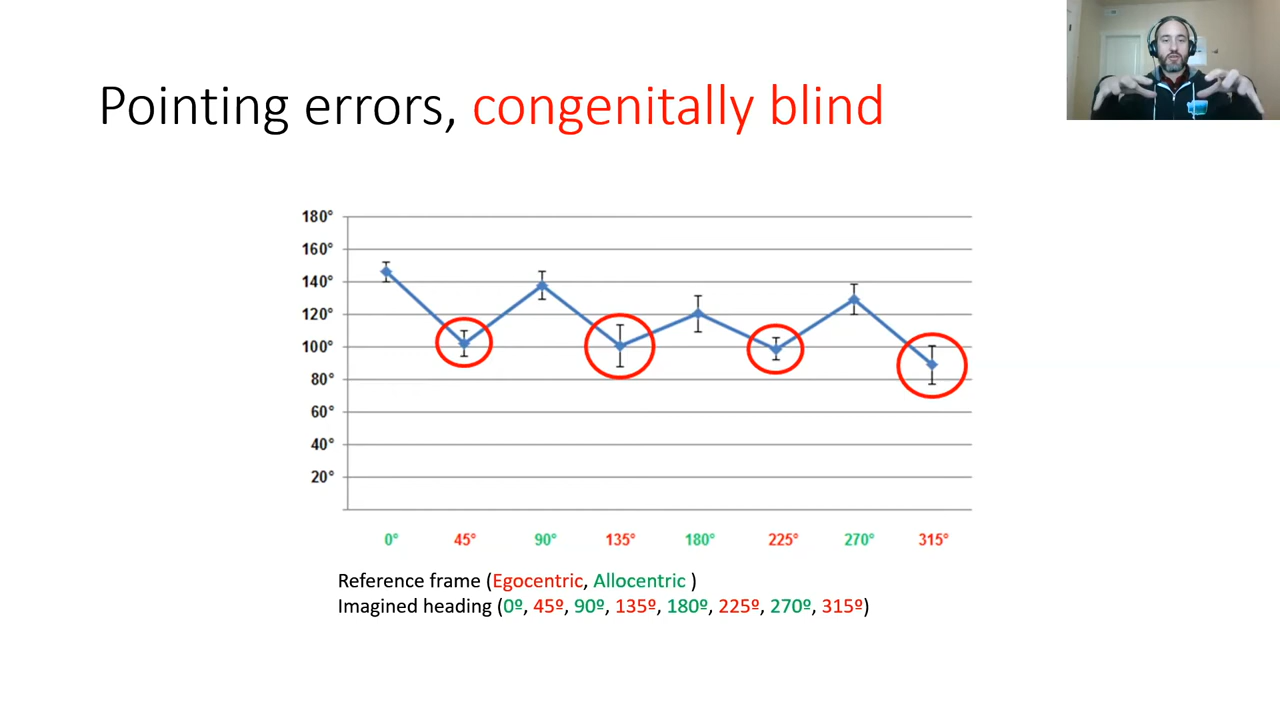 Pointing errors, congenitally blind
180°
160°
140°
120°
100°
80°
60°
40°
20°
0° 45° 90° 135° 180° 225° 270° 315°
Reference frame (Egocentric, Allocentric )
Imagined heading (0º, 45º, 90º, 135º, 180º, 225º, 270º, 315º)